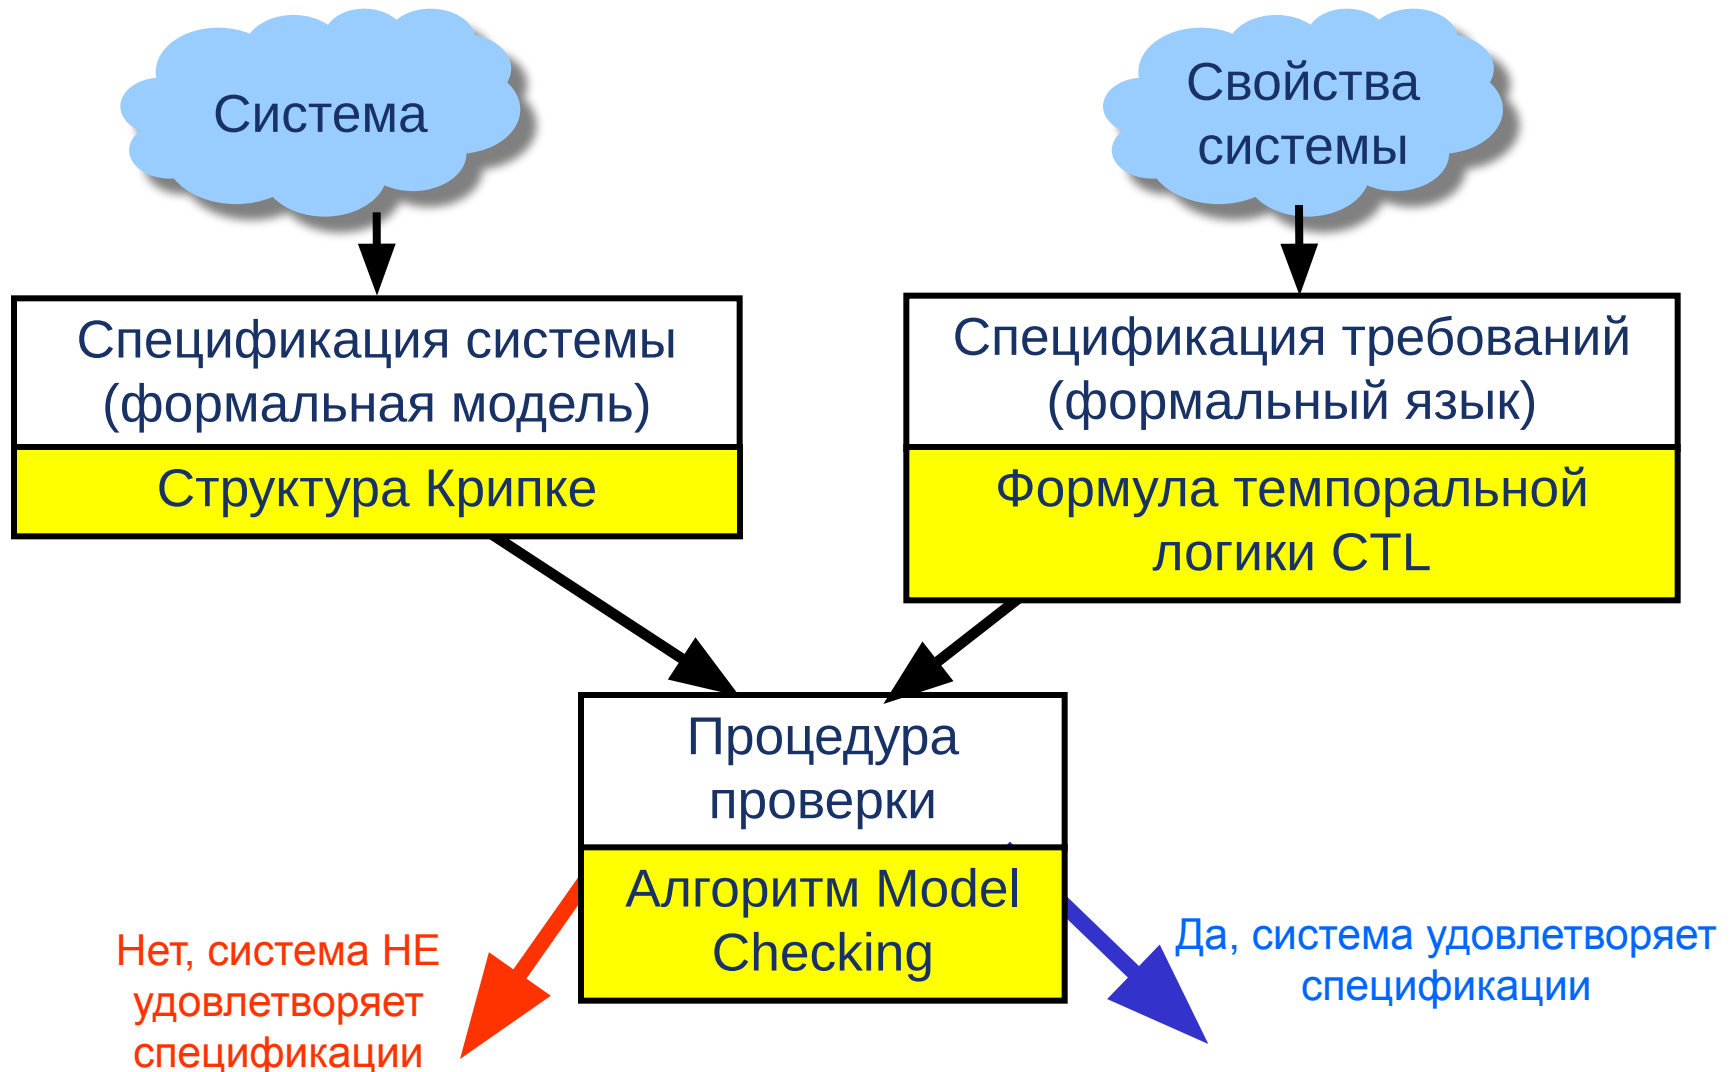 Система
Свойства
системы
Спецификация системы
(формальная модель)
Структура Крипке
Спецификация требований
(формальный язык)
Формула темпоральной
логики CTL
Процедура
проверки
Алгоритм Model
Checking
Нет, система НЕ
удовлетворяет
спецификации
Да, система удовлетворяет
спецификации